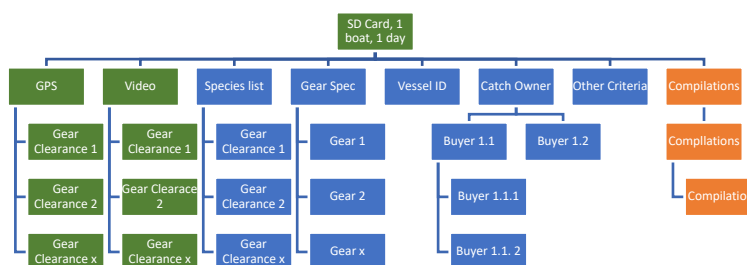 SD Card, 1
boat, 1 day
GPS
Video
Species list
Gear Spec
Vessel ID
Catch Owner
Other Criteria
Compilations
Gear
Clearance 1
Gear
Clearance 1
Gear
Clearance 1
Gear 1
Buyer 1.1
Buyer 1.2
Compllations
Gear
Clearance 2
Gear Clearace
2
Gear
Clearance 2
Gear 2
Buyer 1.1.1
Compilatio
Gear
Clearance x
Gear
Clearance x
Gear
Clearance x
Gear x
Buyer 1.1. 2